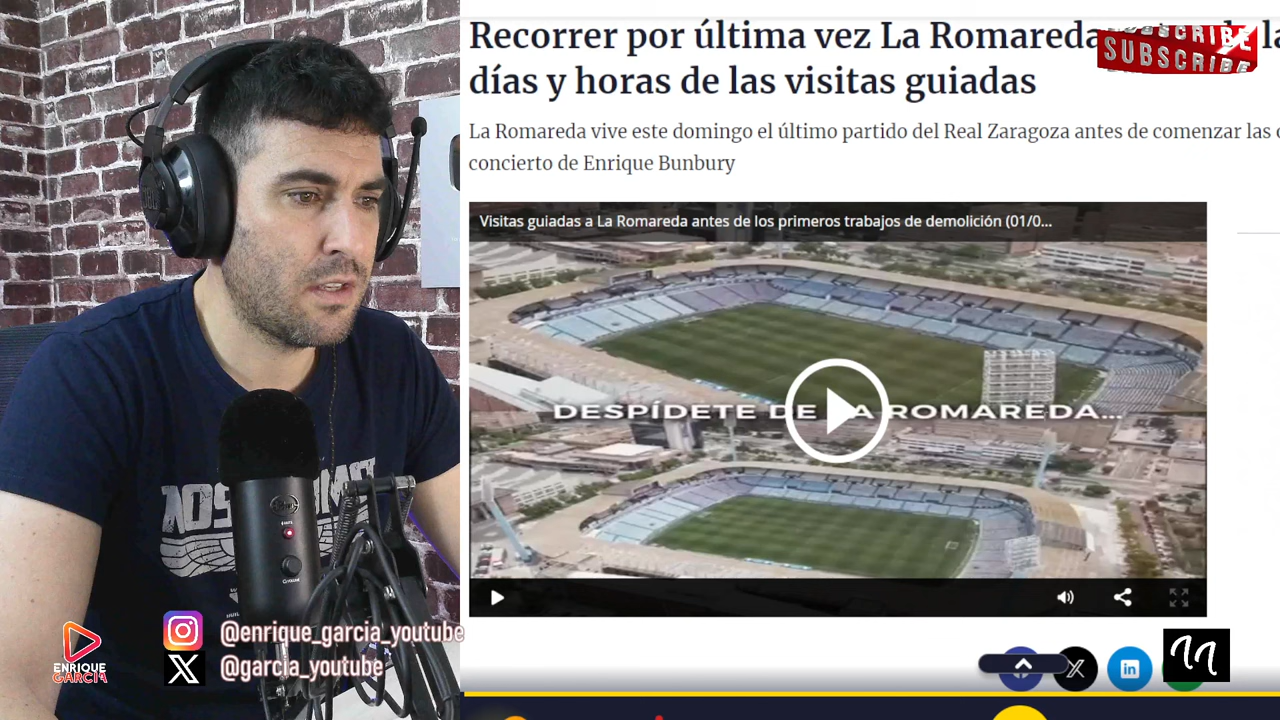 Recorrer por última vez La Romareda
días y horas de las visitas guiadas
SUBSCRIBE
SUBSCRIBE
La Romareda vive este domingo el último partido del Real Zaragoza antes de comenzar las
concierto de Enrique Bunbury
Visitas guiadas a La Romareda antes de los primeros trabajos de demolición (01/0...
DESPÍDETE DE LA ROMAREDA...
@enrique_garcia_youtube
@garcia_youtube
ENRIQUE
GARCIA
in